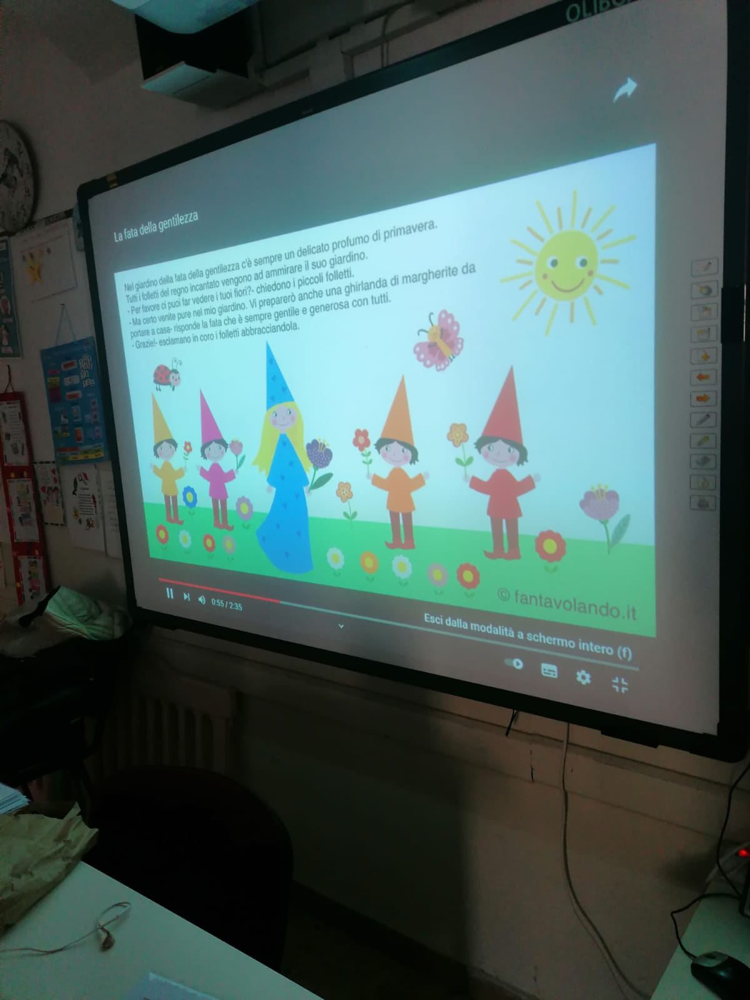 La fata della gentilezza
Nel giardino della fata della gentilezza c'è sempre un delicato profumo di primavera.
Tutti i folletti del regno incantato vengono ad ammirare il suo giardino.
- Per favore ci puoi far vedere i tuoi fiori?- chiedono i piccoli folletti.
- Ma certo venite pure nel mio giardino. Vi preparerò anche una ghirlanda di margherite da
portare a casa- risponde la fata che è sempre gentile e generosa con tutti.
- Grazie!- esclamano in coro i folletti abbracciandola.
© fantavolando.it
0:55 / 2:35
Esci dalla modalità a schermo intero (f)